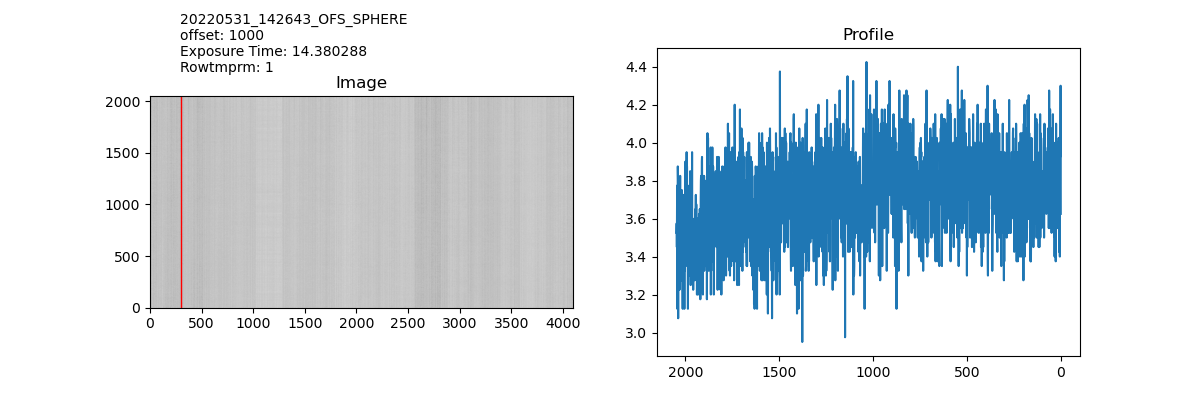 20220531_142643_OFS_SPHERE
offset: 1000
Exposure Time: 14.380288
Rowtmprm: 1
Image
2000
1500
1000
500
0
0 500 1000 1500 2000 2500 3000 3500 4000
Profile
4.4
4.2
4.0
3.8
3.6
3.4
3.2
3.0
2000 1500 1000 500 0